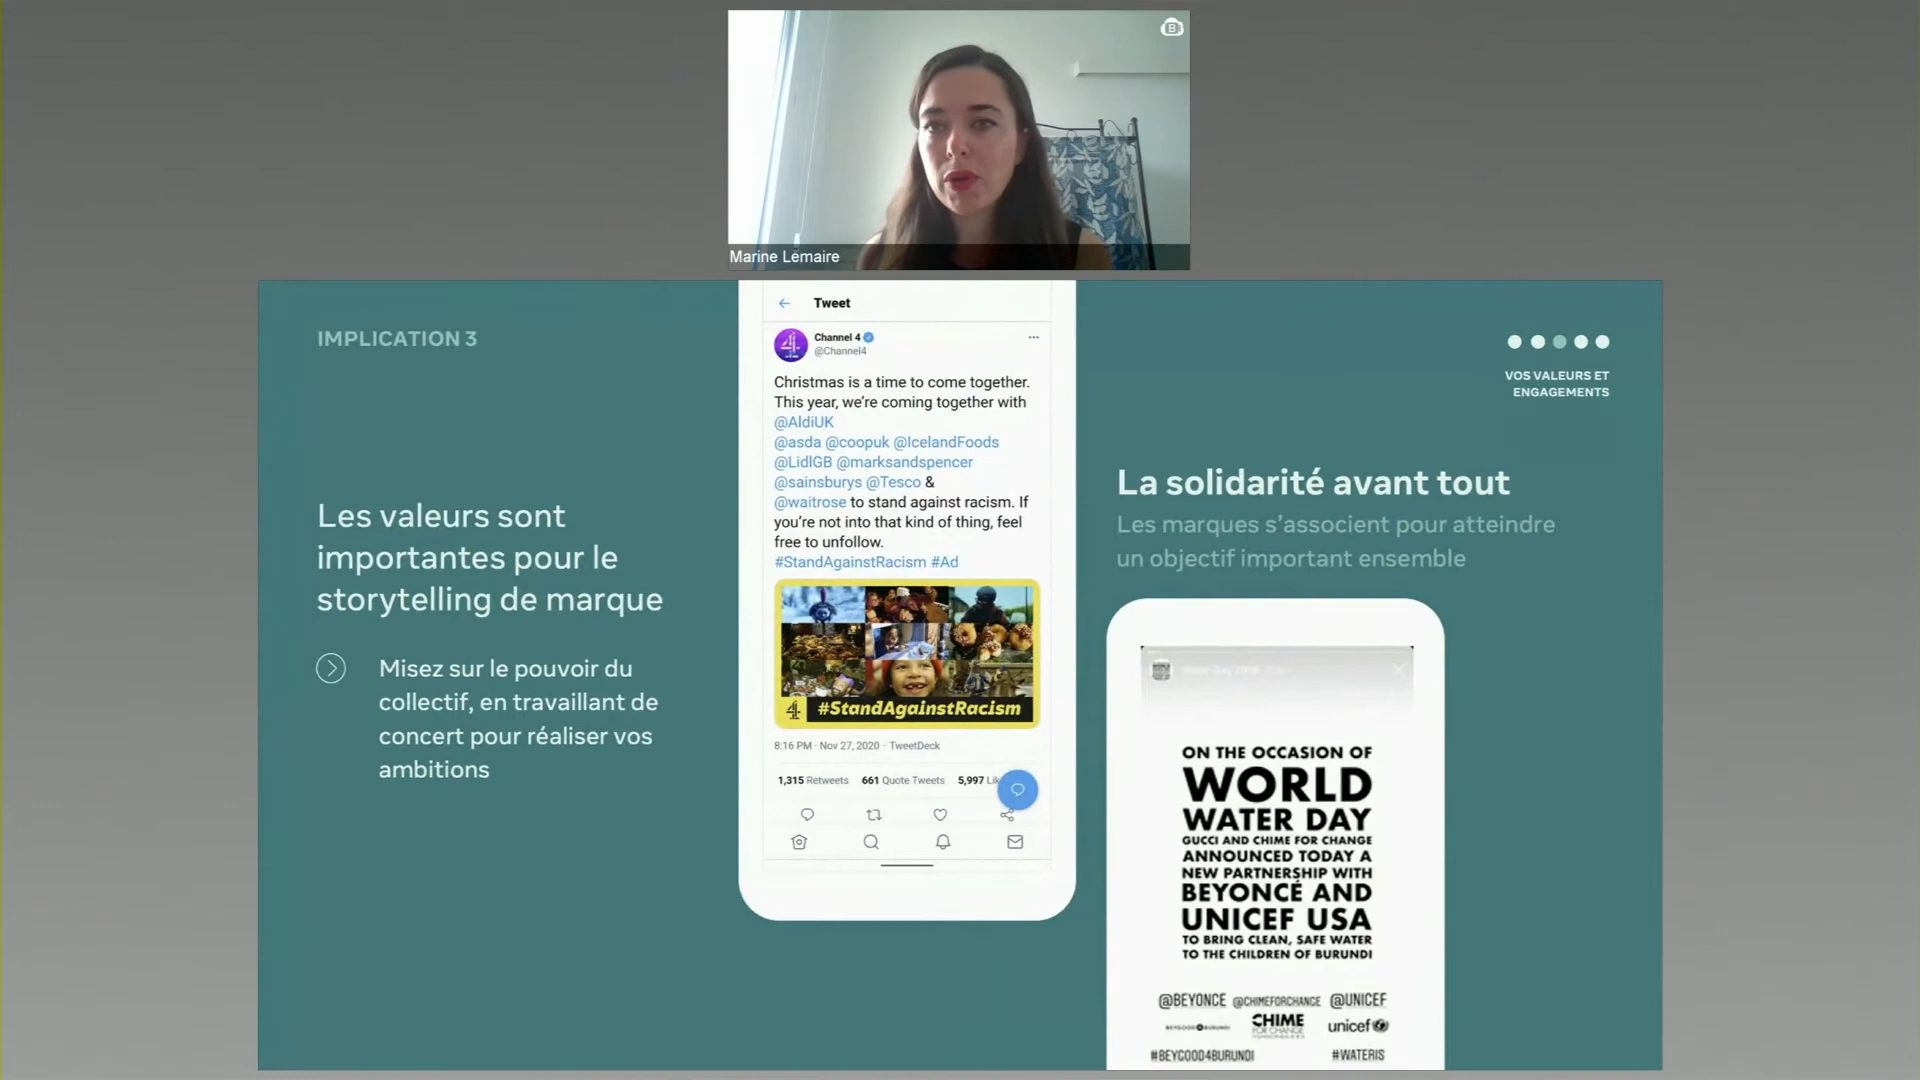 B
Marine Lemaire
IMPLICATION 3
Les valeurs sont
importantes pour le
storytelling de marque
Misez sur le pouvoir du
collectif, en travaillant de
concert pour réaliser vos
ambitions
Tweet
4
Channel 4
@Channel4
Christmas is a time to come together.
This year, we're coming together with
@AldiUK
@asda @coopuk @IcelandFoods
@LidlGB @marksandspencer
@sainsburys @Tesco &
@waitrose to stand against racism. If
you're not into that kind of thing, feel
free to unfollow.
#StandAgainstRacism #Ad
4 #StandAgainstRacism
8:16 PM · Nov 27, 2020 · TweetDeck
1,315 Retweets 661 Quote Tweets 5,997 Lik
VOS VALEURS ET
ENGAGEMENTS
La solidarité avant tout
Les marques s'associent pour atteindre
un objectif important ensemble
ON THE OCCASION OF
WORLD
WATER DAY
GUCCI AND CHIME FOR CHANGE
ANNOUNCED TODAY A
NEW PARTNERSHIP WITH
BEYONCÉ AND
UNICEF USA
TO BRING CLEAN, SAFE WATER
TO THE CHILDREN OF BURUNDI
@BEYONCE @CHIMEFORCHANGE @UNICEF
BEYGOOD BURUNDI CHIME unicef
FOR CHANGE
#BEYGOOD4BURUNDI #WATERIS